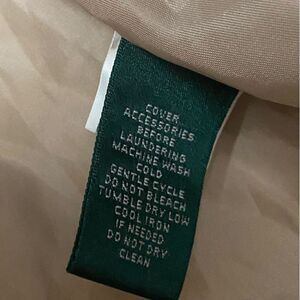 COVER
ACCESSORIES
BEFORE
LAUNDERING
MACHINE WASH
COLD
GENTLE CYCLE
DO NOT BLEACH
TUMBLE DRY LOW
COOL IRON
IF NEEDED
DO NOT DRY
CLEAN